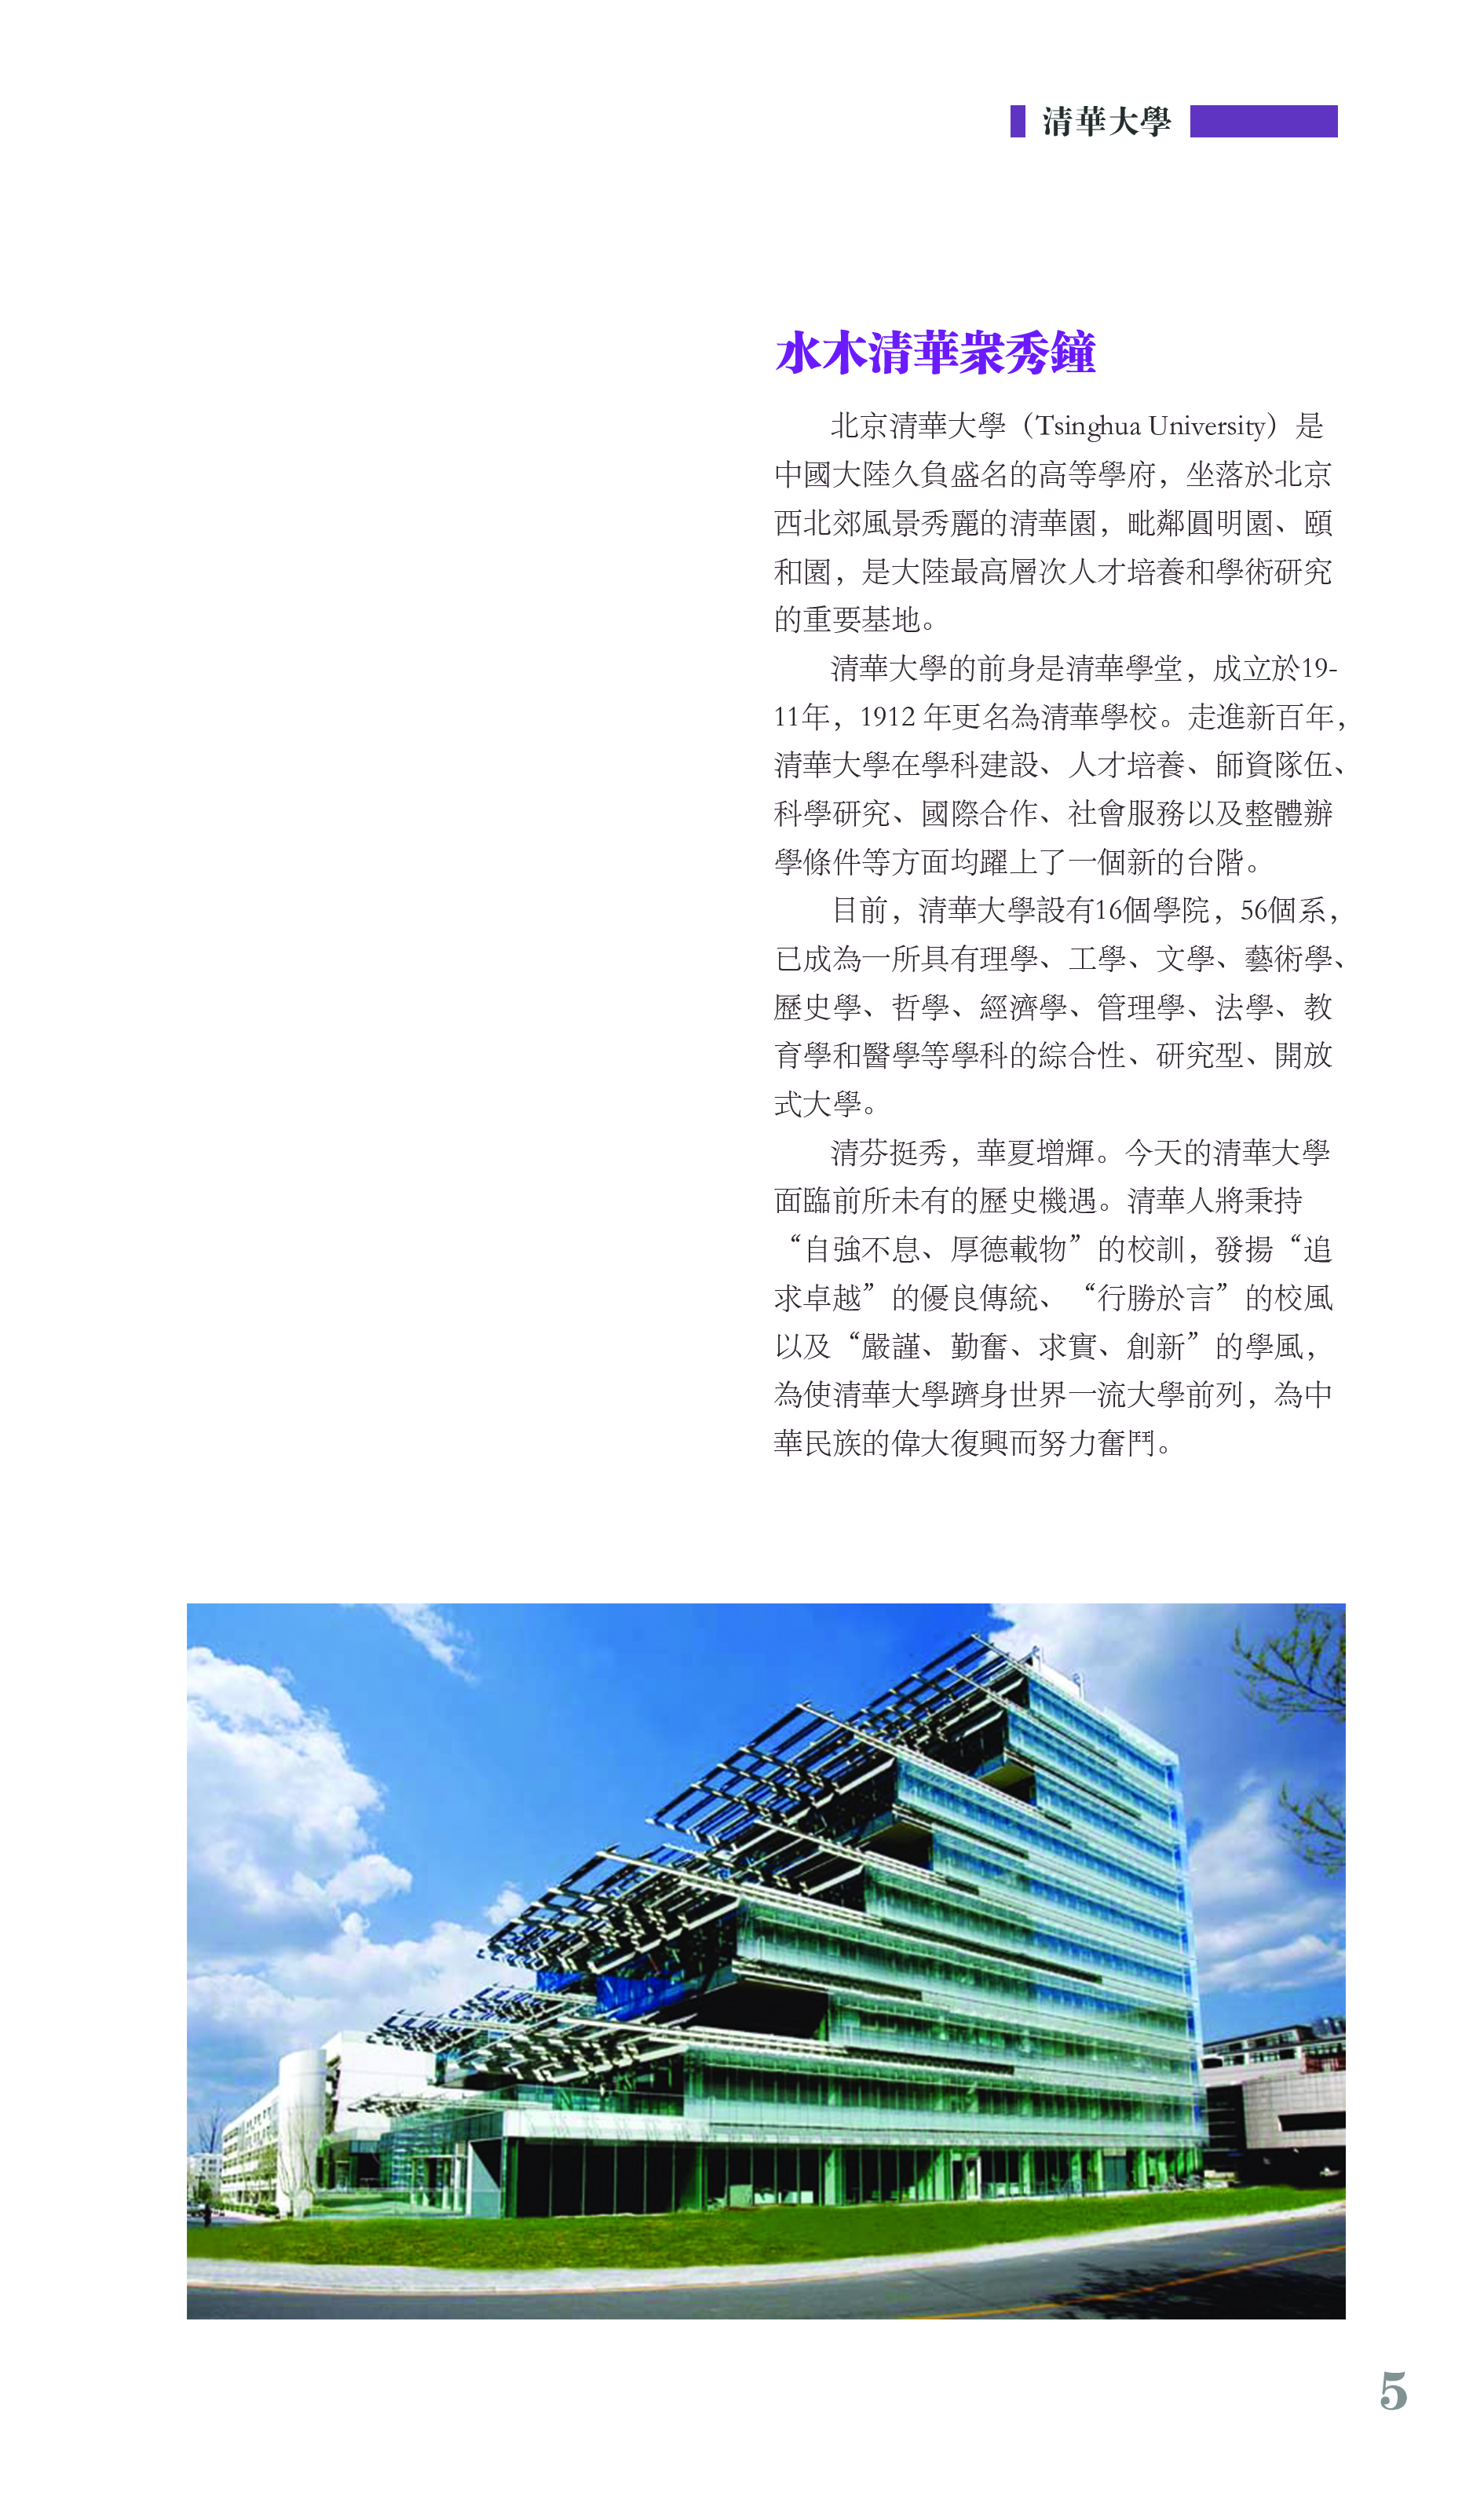 清華大學
水木清華衆秀鐘
北京清華大學（Tsinghua University）是
中國大陸久負盛名的高等學府，坐落於北京
西北郊風景秀麗的清華園，毗鄰圓明園、頤
和園，是大陸最高層次人才培養和學術研究
的重要基地。
清華大學的前身是清華學堂，成立於19-
11年，1912 年更名為清華學校。走進新百年，
清華大學在學科建設、人才培養、師資隊伍、
科學研究、國際合作、社會服務以及整體辦
學條件等方面均躍上了一個新的台階。
目前，清華大學設有16個學院，56個系，
已成為一所具有理學、工學、文學、藝術學、
歷史學、哲學、經濟學、管理學、法學、教
育學和醫學等學科的綜合性、研究型、開放
式大學。
清芬挺秀，華夏增輝。今天的清華大學
面臨前所未有的歷史機遇。清華人將秉持
“自強不息、厚德載物”的校訓，發揚“追
求卓越”的優良傳統、“行勝於言”的校風
以及“嚴謹、勤奮、求實、創新”的學風，
為使清華大學躋身世界一流大學前列，為中
華民族的偉大復興而努力奮鬥。
5